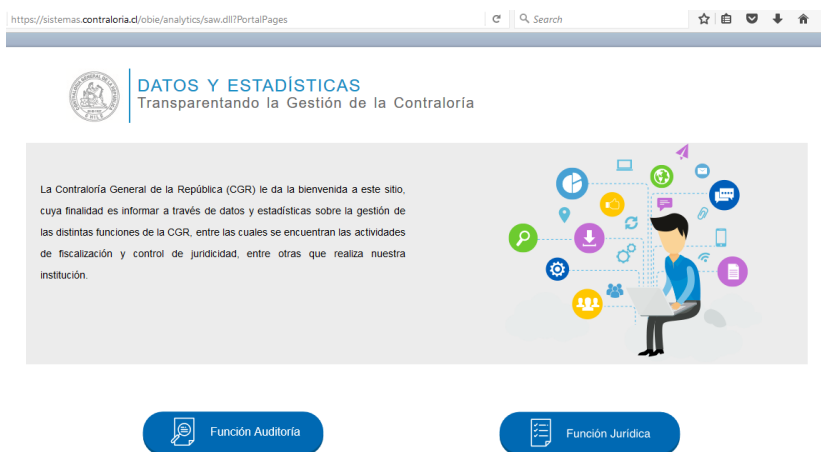 https://sistemas.contraloria.cl/obie/analytics/saw.dll?PortalPages
Search
DATOS Y ESTADÍSTICAS
Transparentando la Gestión de la Contraloría
La Contraloría General de la República (CGR) le da la bienvenida a este sitio,
cuya finalidad es informar a través de datos y estadísticas sobre la gestión de
las distintas funciones de la CGR, entre las cuales se encuentran las actividades
de fiscalización y control de juridicidad, entre otras que realiza nuestra
institución.
Función Auditoría
Función Jurídica